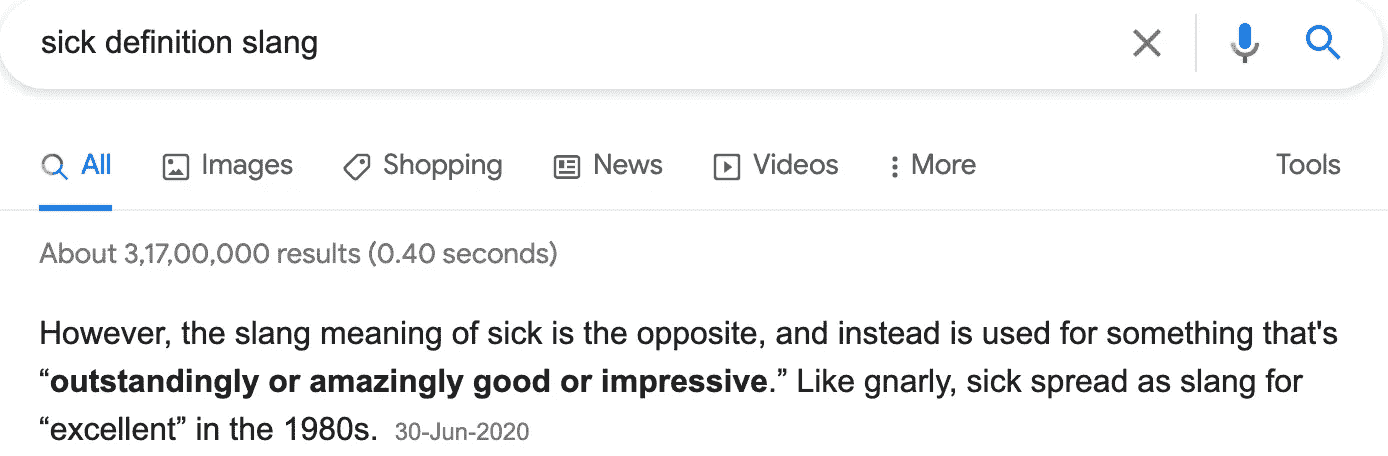 sick definition slang
All Images Shopping News Videos More Tools
About 3,17,00,000 results (0.40 seconds)
However, the slang meaning of sick is the opposite, and instead is used for something that's
“outstandingly or amazingly good or impressive.” Like gnarly, sick spread as slang for
“excellent” in the 1980s. 30-Jun-2020